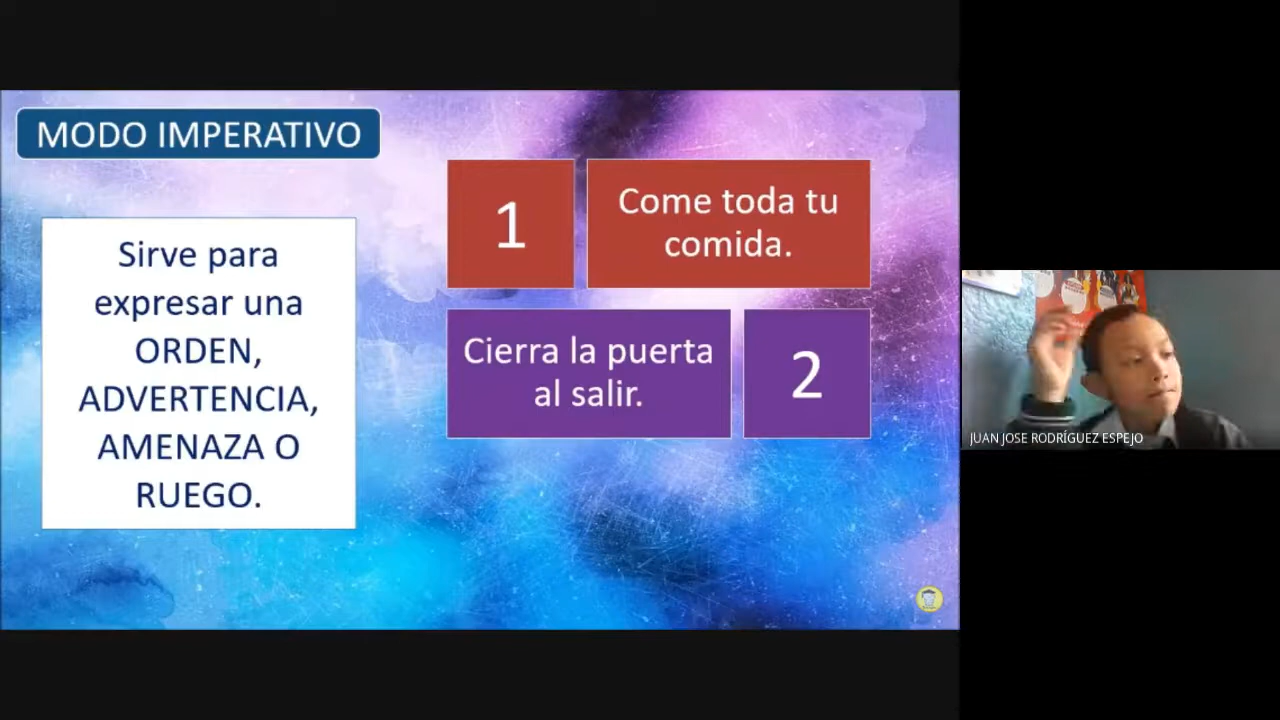 MODO IMPERATIVO
Sirve para
expresar una
ORDEN,
ADVERTENCIA,
AMENAZA O
RUEGO.
1
Come toda tu
comida.
Cierra la puerta
al salir.
2
JUAN JOSE RODRÍGUEZ ESPEJO